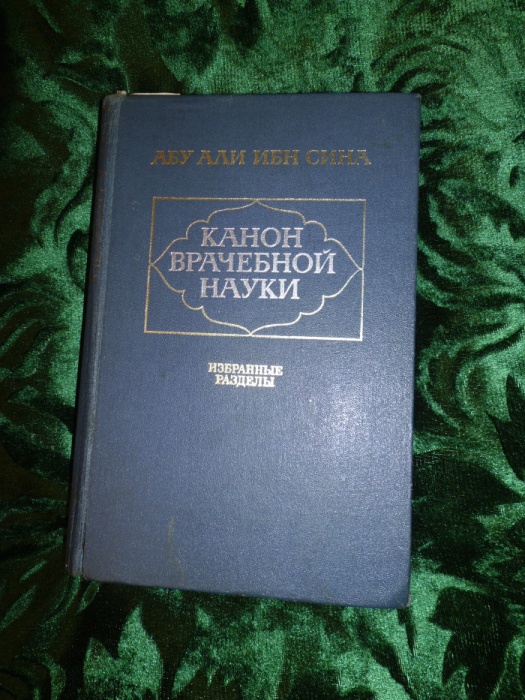 АБУ АЛИ ИБН СИНА
КАНОН
ВРАЧЕБНОЙ
НАУКИ
ИЗБРАННЫЕ
РАЗДЕЛЫ